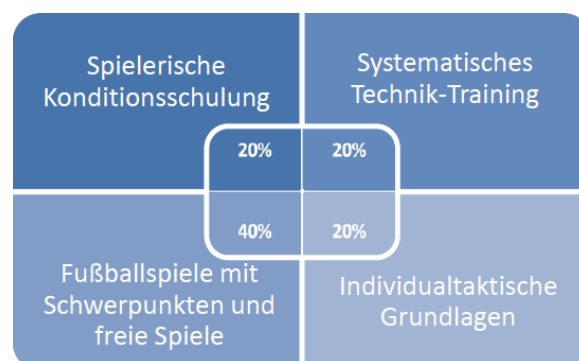 Spielerische
Konditionsschulung
Systematisches
Technik-Training
20%
20%
40%
20%
Fußballspiele mit
Schwerpunkten und
freie Spiele
Individualtaktische
Grundlagen